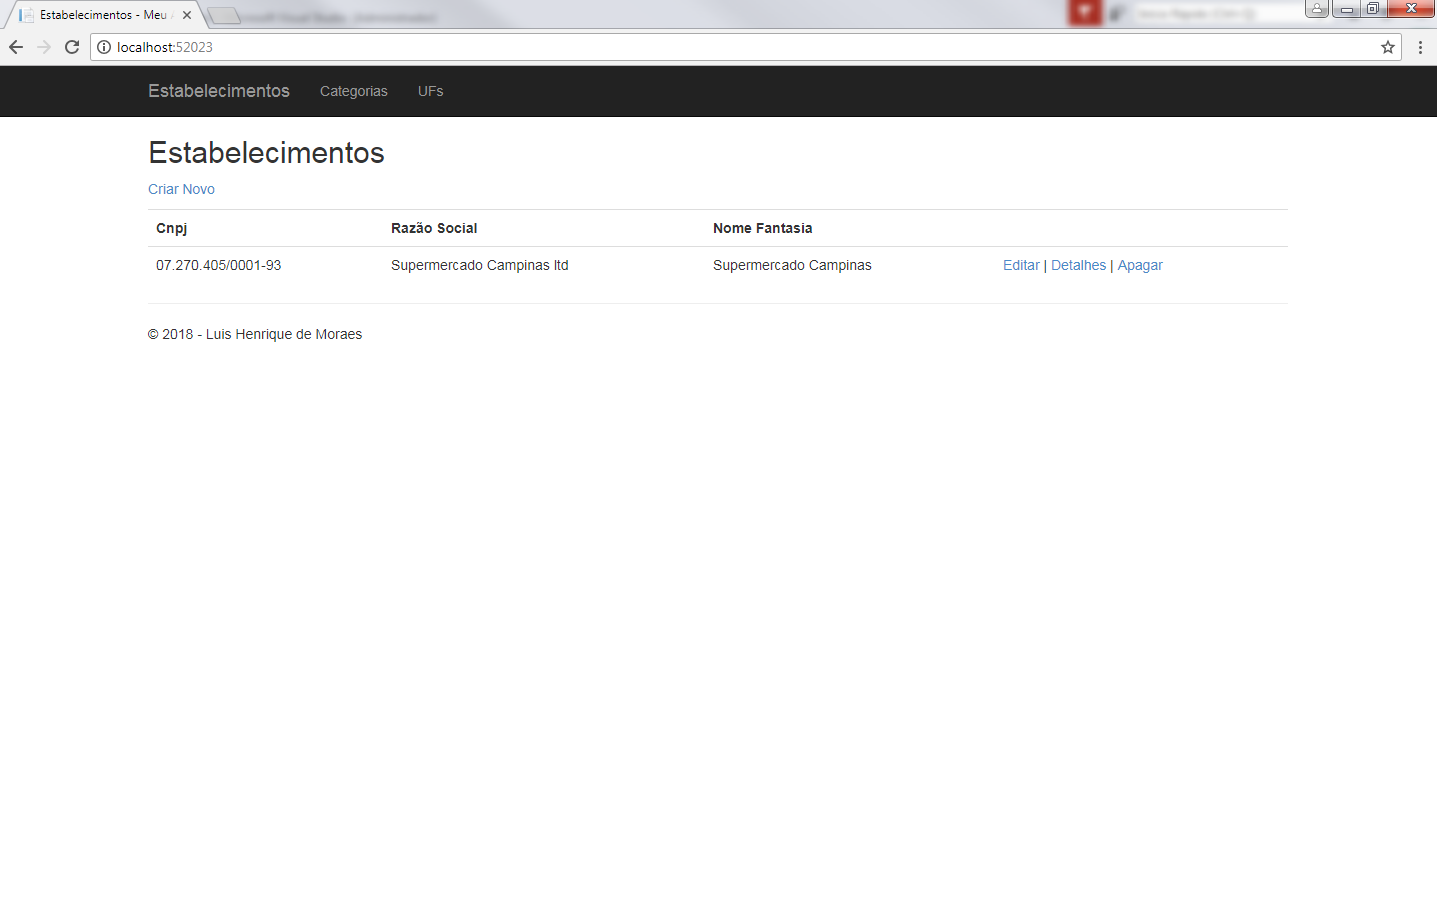 Estabelecimentos - Meu
localhost:52023
Estabelecimentos Categorias UFs
Estabelecimentos
Criar Novo
Cnpj Razão Social Nome Fantasia
07.270.405/0001-93 Supermercado Campinas ltd Supermercado Campinas Editar | Detalhes | Apagar
© 2018 - Luis Henrique de Moraes